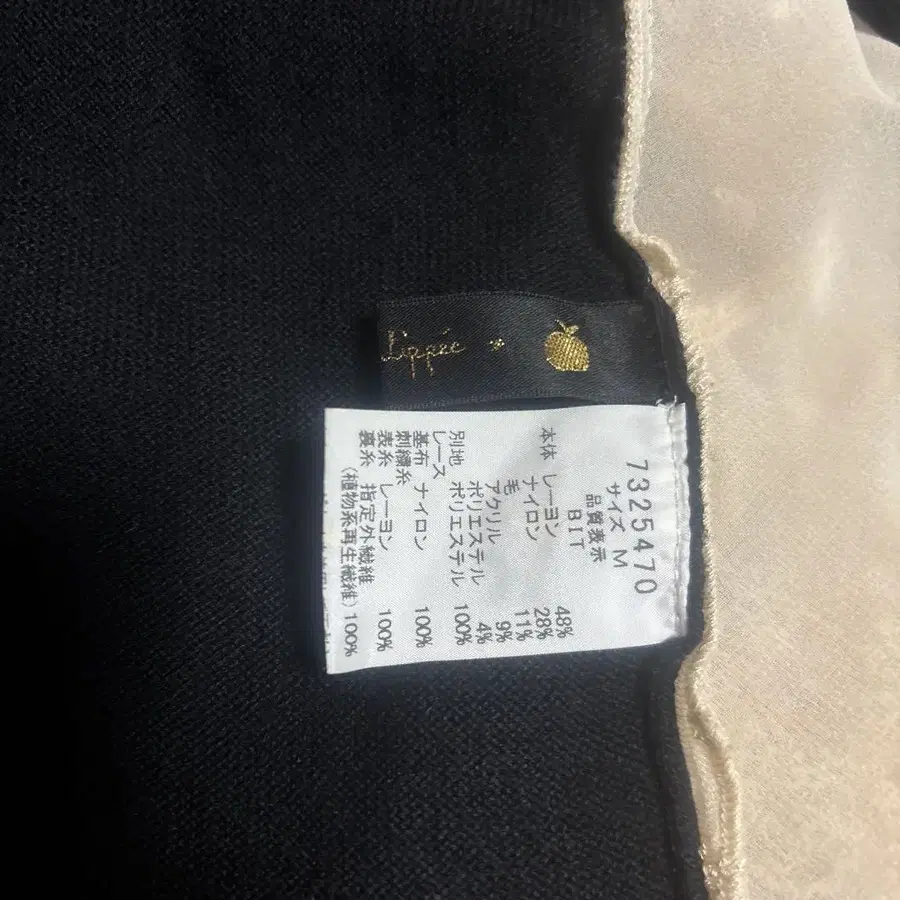 Lippée *
7325470
サイズ M
品質表示
BIT
本体 レーヨン 48%
ナイロン 28%
毛 11%
アクリル 9%
ポリエステル 4%
別地 ポリエステル 100%
レース
基布 ナイロン 100%
刺繍糸
表糸 レーヨン 100%
裏糸 指定外繊維
(植物系再生繊維) 100%